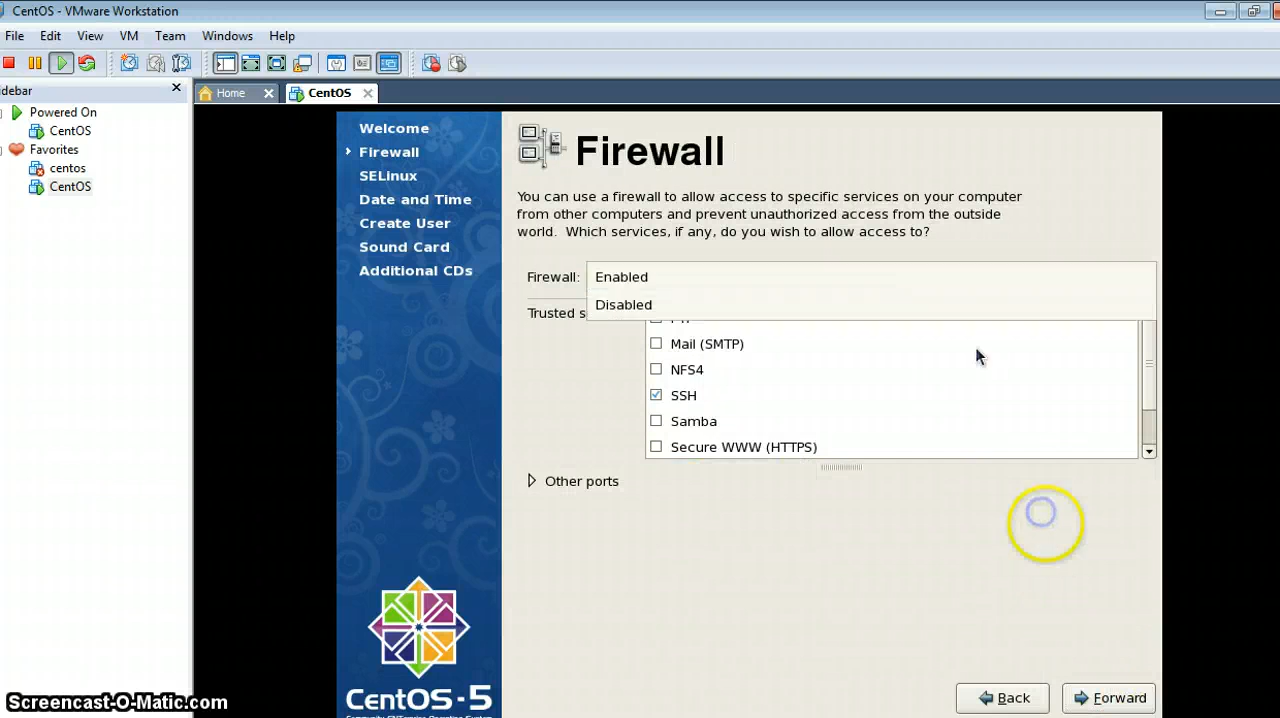 CentOS - VMware Workstation
File Edit View VM Team Windows Help
idebar
Home
CentOS
Powered On
CentOS
Favorites
centos
CentOS
Welcome
Firewall
SELinux
Date and Time
Create User
Sound Card
Additional CDs
Firewall
You can use a firewall to allow access to specific services on your computer
from other computers and prevent unauthorized access from the outside
world. Which services, if any, do you wish to allow access to?
Firewall:
Enabled
Disabled
Trusted s
Mail (SMTP)
NFS4
SSH
Samba
Secure WWW (HTTPS)
Other ports
CentOS-5
Back
Forward
Screencast-O-Matic.com